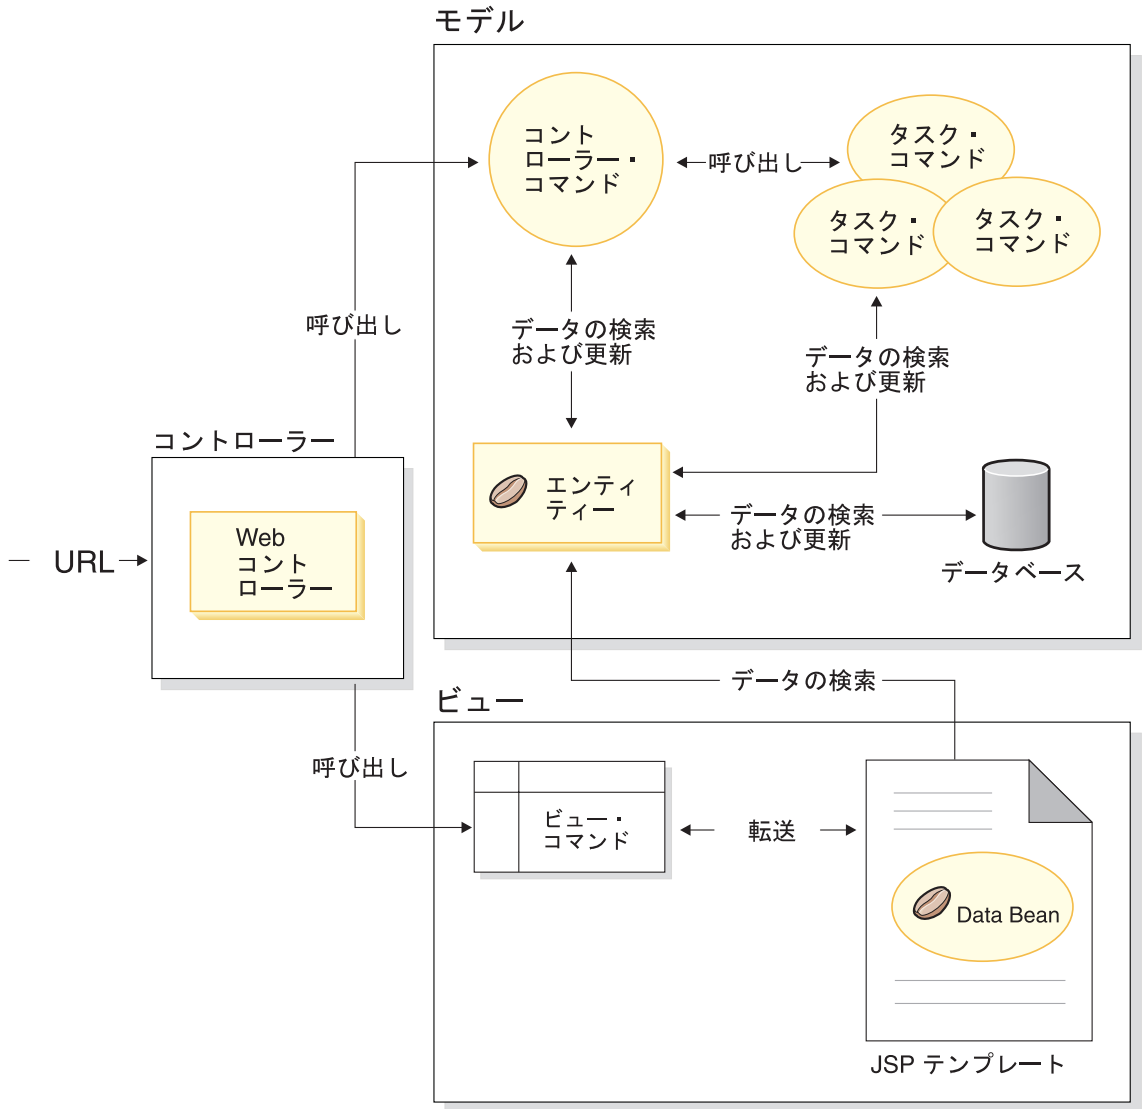 モデル
コント
ローラー・
コマンド
呼び出し
タスク・
コマンド
タスク・
コマンド
タスク・
コマンド
呼び出し
データの検索
および更新
データの検索
および更新
コントローラー
Web
コント
ローラー
URL
エンティ
ティー
データの検索
および更新
データベース
データの検索
ビュー
呼び出し
ビュー・
コマンド
転送
Data Bean
JSP テンプレート